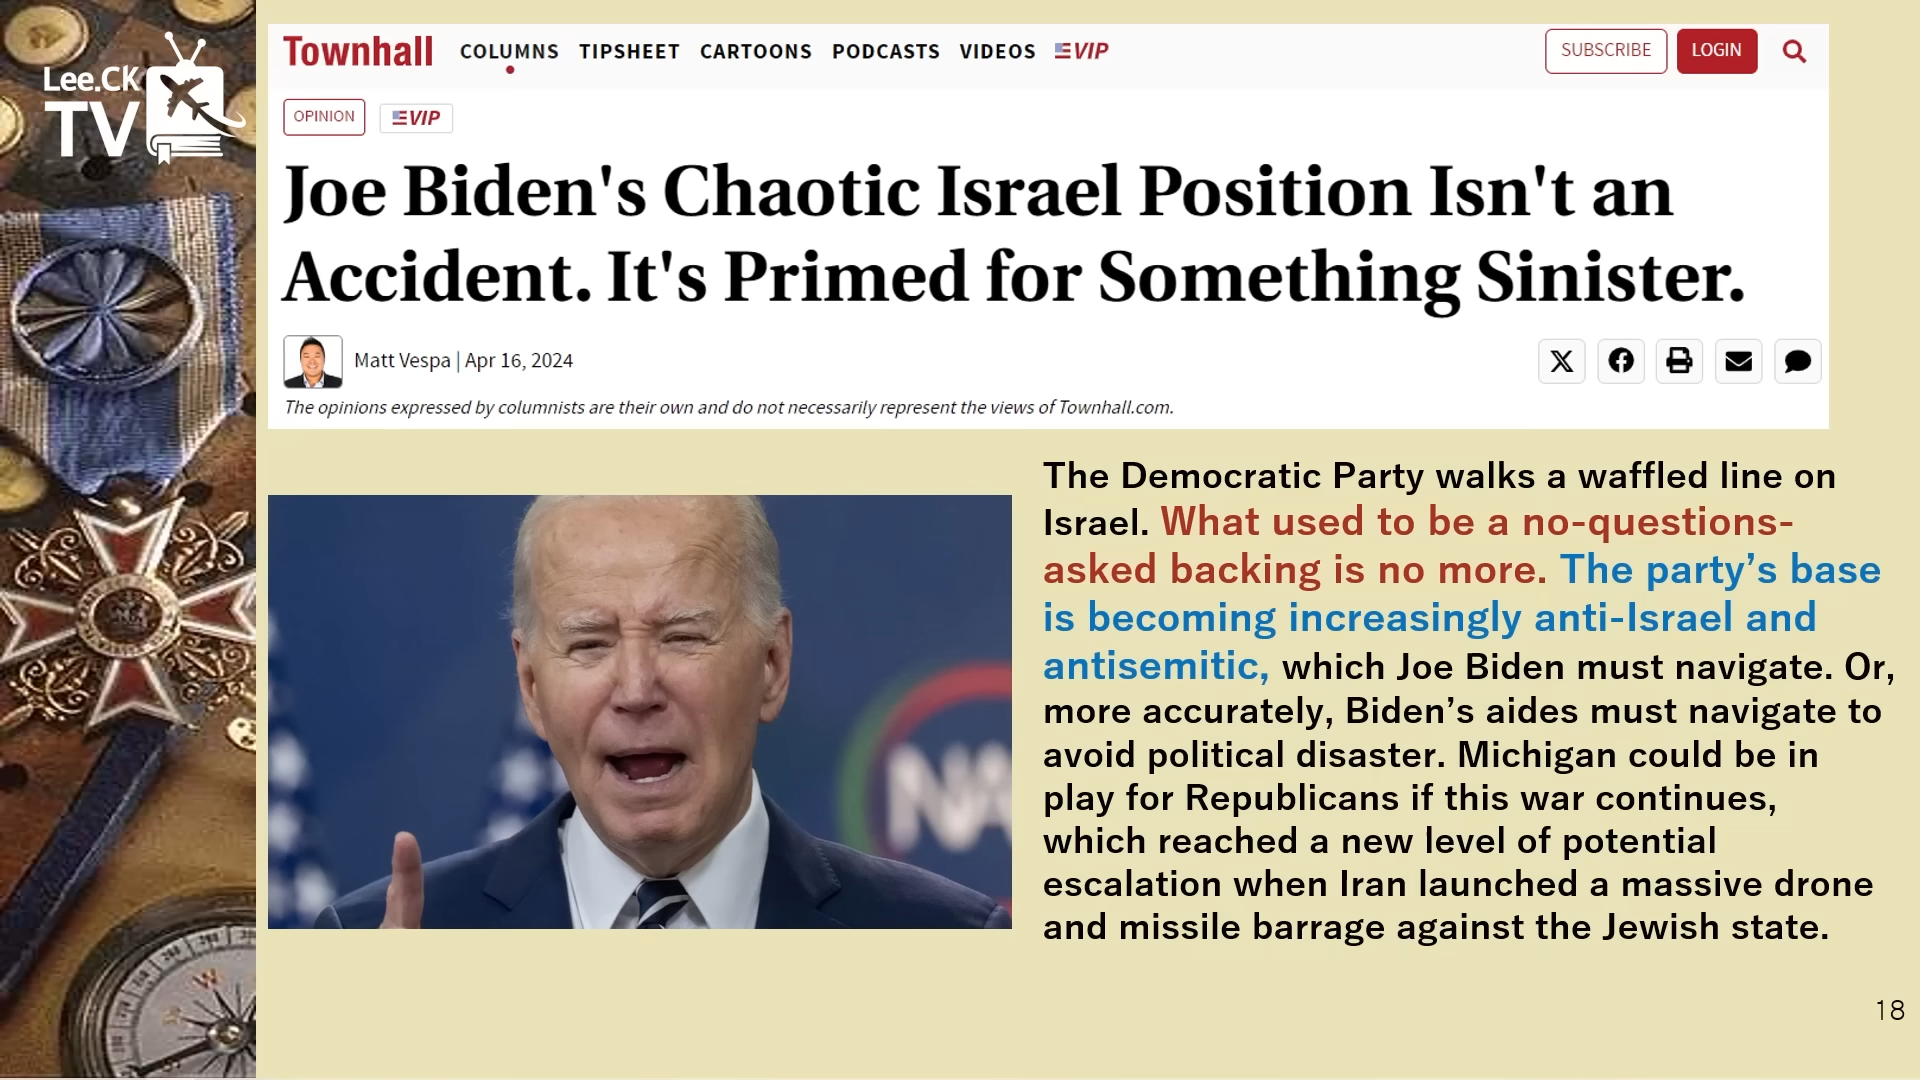 Lee.CK
TV
Townhall COLUMNS TIPSHEET CARTOONS PODCASTS VIDEOS VIP SUBSCRIBE LOGIN
OPINION VIP
Joe Biden's Chaotic Israel Position Isn't an
Accident. It's Primed for Something Sinister.
Matt Vespa | Apr 16, 2024
The opinions expressed by columnists are their own and do not necessarily represent the views of Townhall.com.
The Democratic Party walks a waffled line on
Israel. What used to be a no-questions-
asked backing is no more. The party’s base
is becoming increasingly anti-Israel and
antisemitic, which Joe Biden must navigate. Or,
more accurately, Biden’s aides must navigate to
avoid political disaster. Michigan could be in
play for Republicans if this war continues,
which reached a new level of potential
escalation when Iran launched a massive drone
and missile barrage against the Jewish state.
NA
W
18